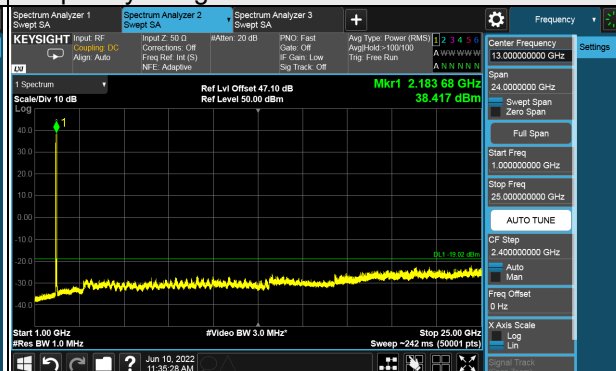 Spectrum Analyzer 1
Swept SA
Spectrum Analyzer 2
Swept SA
Spectrum Analyzer 3
Swept SA
+
Frequency
KEYSIGHT
Input: RF
Coupling: DC
Align: Auto
Input Z: 50 Ω
Corrections: Off
Freq Ref: Int (S)
NFE: Adaptive
#Atten: 20 dB
PNO: Fast
Gate: Off
IF Gain: Low
Sig Track: Off
Avg Type: Power (RMS)
Avg|Hold:>100/100
Trig: Free Run
1 2 3 4 5 6
A W W W W W
A N N N N N
LXI
1 Spectrum
Scale/Div 10 dB
Ref Lvl Offset 47.10 dB
Ref Level 50.00 dBm
Mkr1 2.183 68 GHz
38.417 dBm
Log
1
40.0
30.0
20.0
10.0
0.00
-10.0
-20.0
-30.0
-40.0
DL1 -19.02 dBm
Start 1.00 GHz
#Res BW 1.0 MHz
#Video BW 3.0 MHz*
Stop 25.00 GHz
Sweep ~242 ms (50001 pts)
?
Jun 10, 2022
11:35:28 AM
Center Frequency
13.000000000 GHz
Settings
Span
24.0000000 GHz
Swept Span
Zero Span
Full Span
Start Freq
1.000000000 GHz
Stop Freq
25.000000000 GHz
AUTO TUNE
CF Step
2.400000000 GHz
Auto
Man
Freq Offset
0 Hz
X Axis Scale
Log
Lin
Signal Track